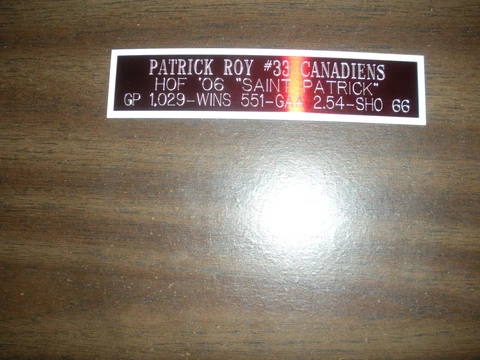 PATRICK ROY #33 CANADIENS
HOF '06 "SAINT PATRICK"
GP 1,029-WINS 551-GAA 2.54-SHO 66